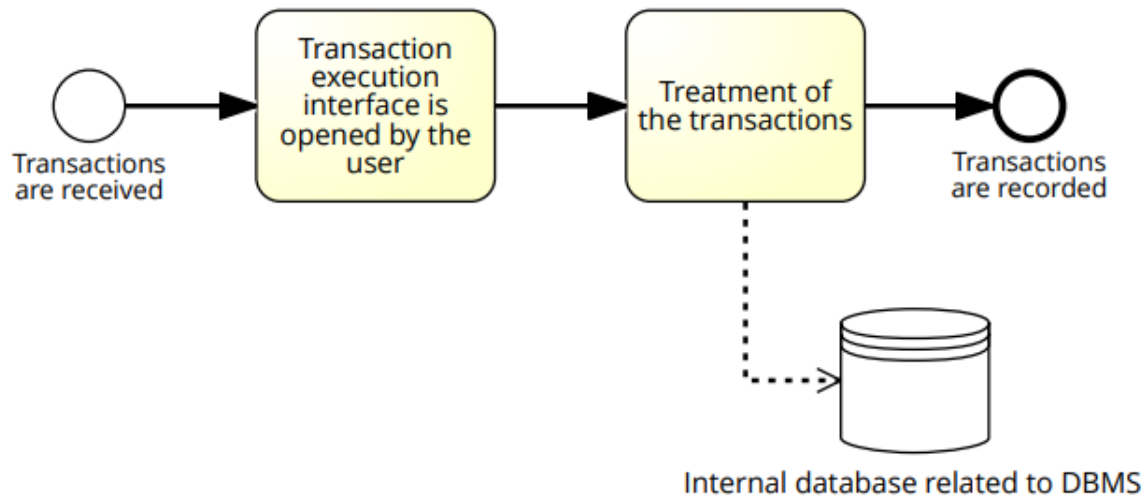 Transaction
execution
interface is
opened by the
user
Treatment of
the transactions
Transactions
are received
Transactions
are recorded
Internal database related to DBMS